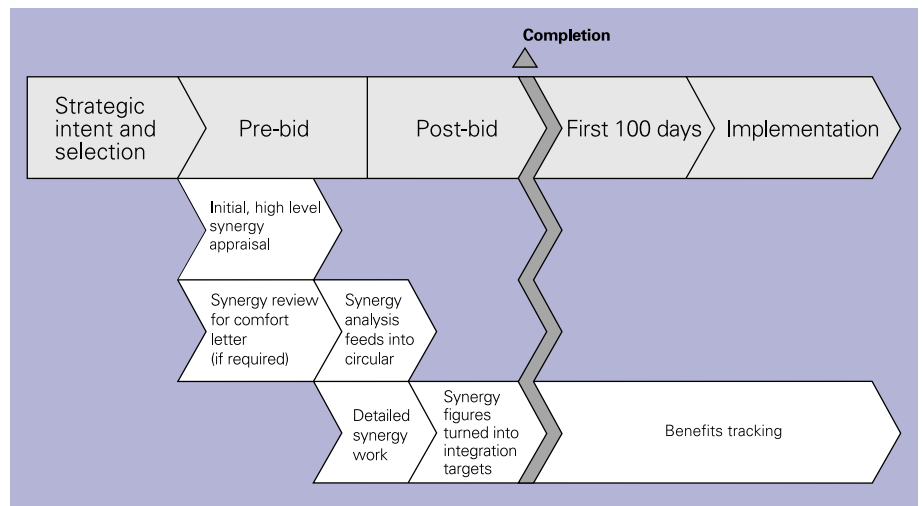 Completion
Strategic
intent and
selection
Pre-bid
Post-bid
First 100 days
Implementation
Initial, high level
synergy
appraisal
Synergy review
for comfort
letter
(if required)
Synergy
analysis
feeds into
circular
Detailed
synergy
work
Synergy
figures
turned into
integration
targets
Benefits tracking